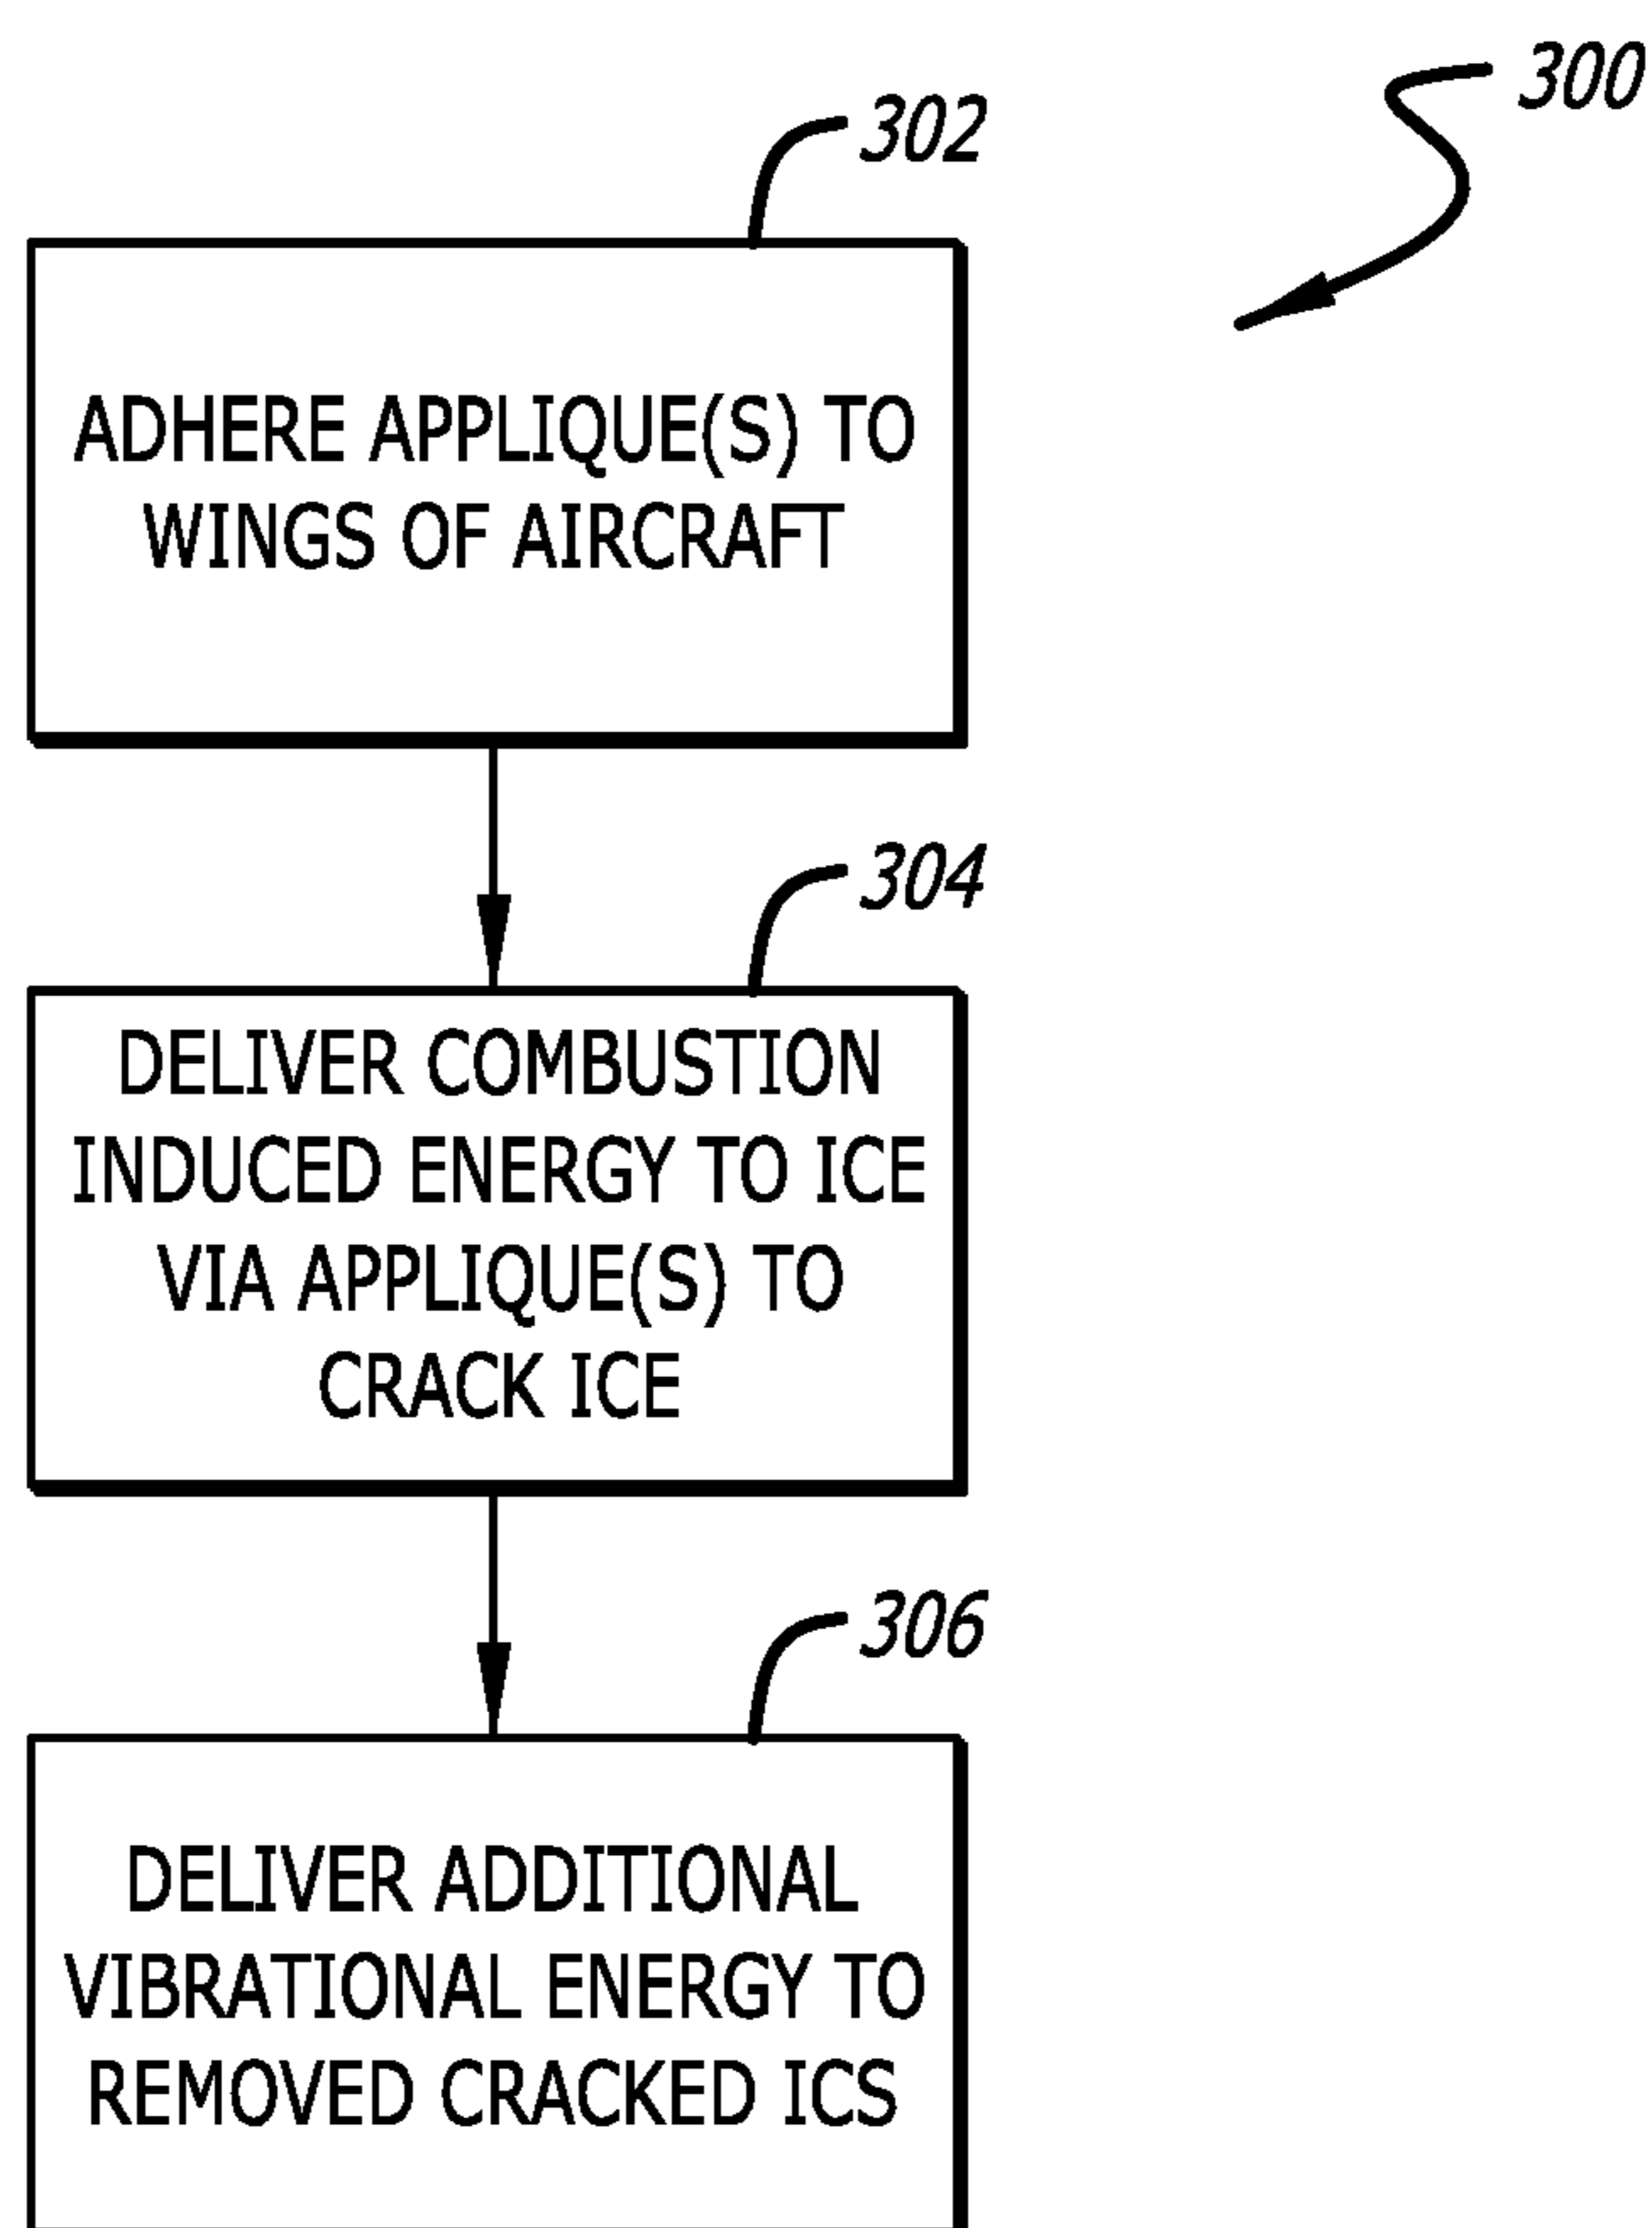 300
302
ADHERE APPLIQUE(S) TO
WINGS OF AIRCRAFT
304
DELIVER COMBUSTION
INDUCED ENERGY TO ICE
VIA APPLIQUE(S) TO
CRACK ICE
306
DELIVER ADDITIONAL
VIBRATIONAL ENERGY TO
REMOVED CRACKED ICS